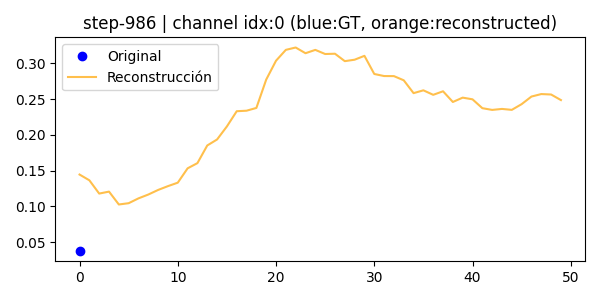 step-986 | channel idx:0 (blue:GT, orange:reconstructed)
Original
Reconstrucción
0.30
0.25
0.20
0.15
0.10
0.05
0 10 20 30 40 50